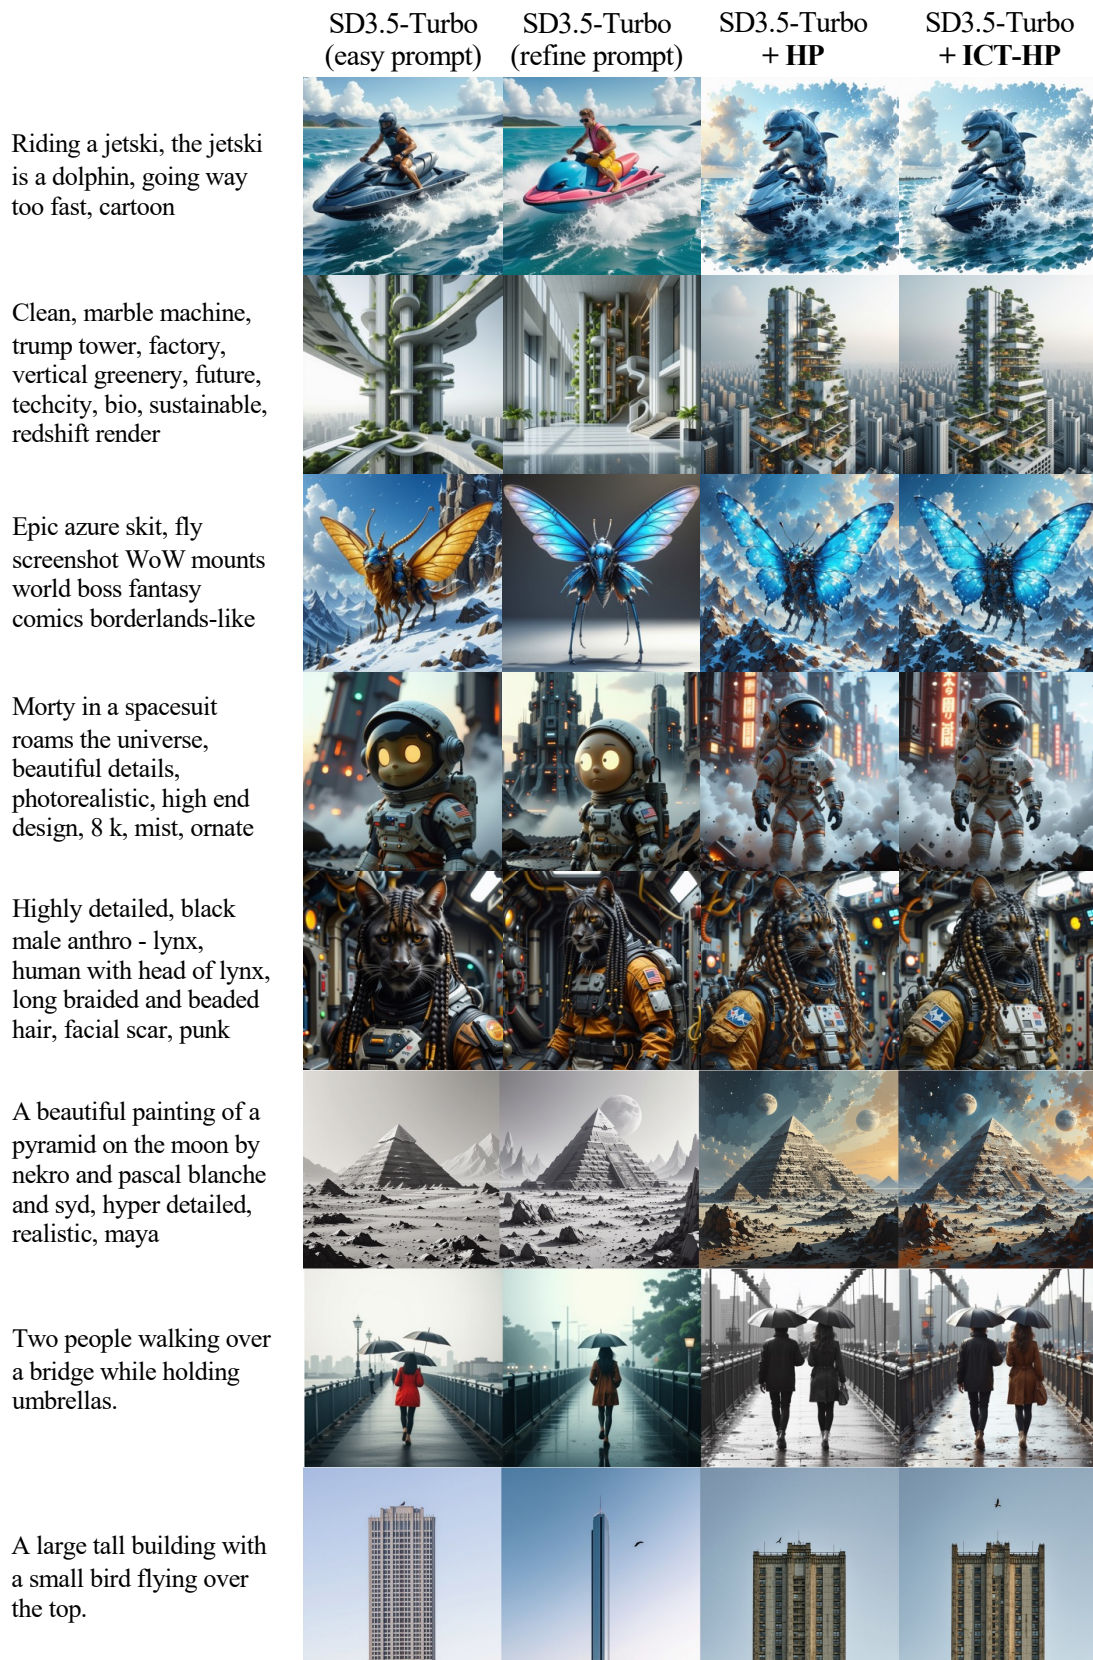 SD3.5-Turbo
(easy prompt)
SD3.5-Turbo
(refine prompt)
SD3.5-Turbo
+ HP
SD3.5-Turbo
+ ICT-HP
Riding a jetski, the jetski
is a dolphin, going way
too fast, cartoon
Clean, marble machine,
trump tower, factory,
vertical greenery, future,
techcity, bio, sustainable,
redshift render
Epic azure skit, fly
screenshot WoW mounts
world boss fantasy
comics borderlands-like
Morty in a spacesuit
roams the universe,
beautiful details,
photorealistic, high end
design, 8 k, mist, ornate
Highly detailed, black
male anthro - lynx,
human with head of lynx,
long braided and beaded
hair, facial scar, punk
A beautiful painting of a
pyramid on the moon by
nekro and pascal blanche
and syd, hyper detailed,
realistic, maya
Two people walking over
a bridge while holding
umbrellas.
A large tall building with
a small bird flying over
the top.